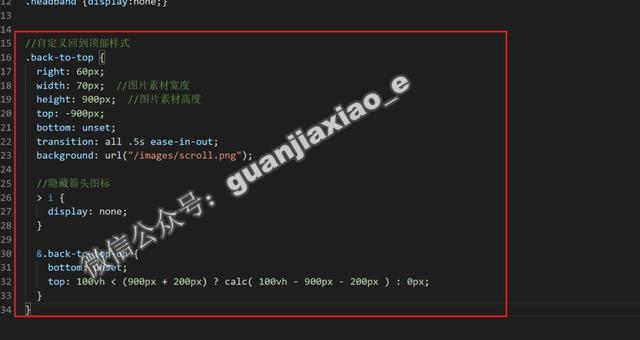 12 .headband {display:none;}
14
15 //自定义回到顶部样式
16 .back-to-top {
17 right: 60px;
18 width: 70px; //图片素材宽度
19 height: 900px; //图片素材高度
20 top: -900px;
21 bottom: unset;
22 transition: all .5s ease-in-out;
23 background: url("/images/scroll.png");
24
25 //隐藏箭头图标
26 > i {
27 display: none;
28 }
29
30 &.back-to-top-on {
31 bottom: unset;
32 top: 100vh < (900px + 200px) ? calc( 100vh - 900px - 200px ) : 0px;
33 }
34 }
微信公众号：guanjiaxiao_e